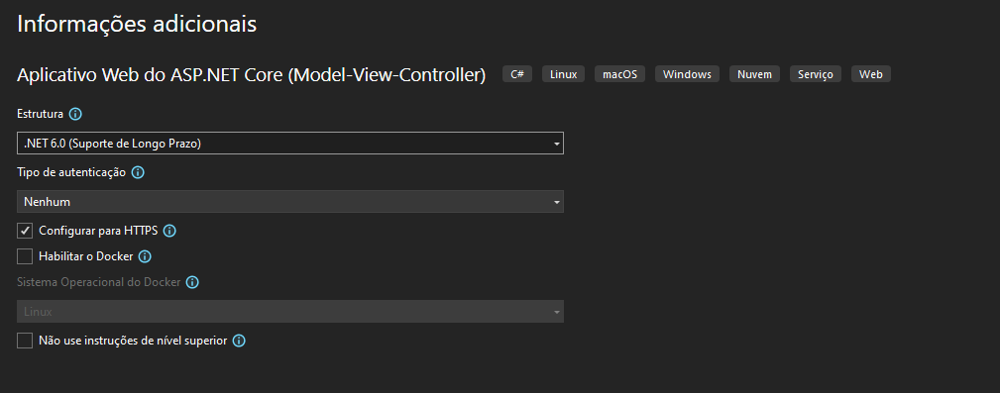 Informações adicionais
Aplicativo Web do ASP.NET Core (Model-View-Controller) C# Linux macOS Windows Nuvem Serviço Web
Estrutura
.NET 6.0 (Suporte de Longo Prazo)
Tipo de autenticação
Nenhum
Configurar para HTTPS
Habilitar o Docker
Sistema Operacional do Docker
Linux
Não use instruções de nível superior